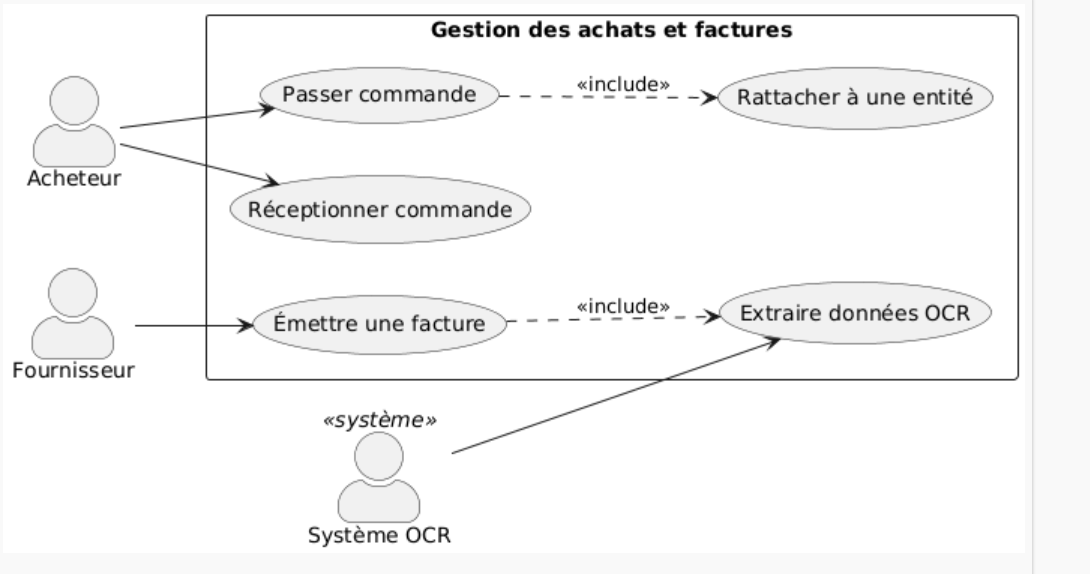 Gestion des achats et factures
Passer commande
«include»
Rattacher à une entité
Acheteur
Réceptionner commande
Émettre une facture
«include»
Extraire données OCR
Fournisseur
«système»
Système OCR